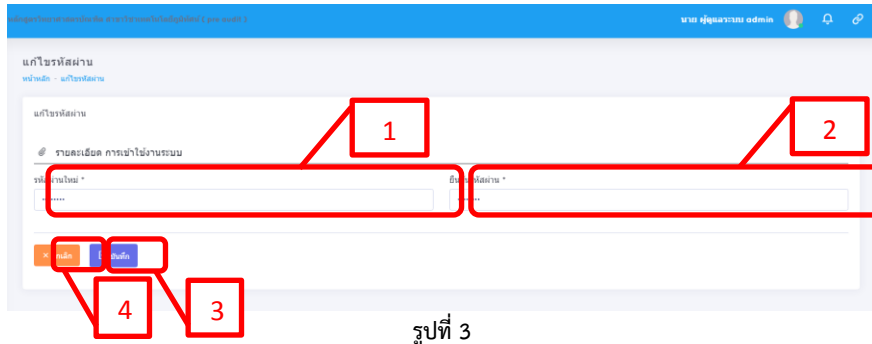 นาย ผู้ดูแลระบบ admin
แก้ไขรหัสผ่าน
หน้าหลัก - แก้ไขรหัสผ่าน
แก้ไขรหัสผ่าน
1
2
รายละเอียด การเข้าใช้งานระบบ
รหัสผ่านใหม่ *
รหัสผ่าน *
บันทึก
4
3
รูปที่ 3